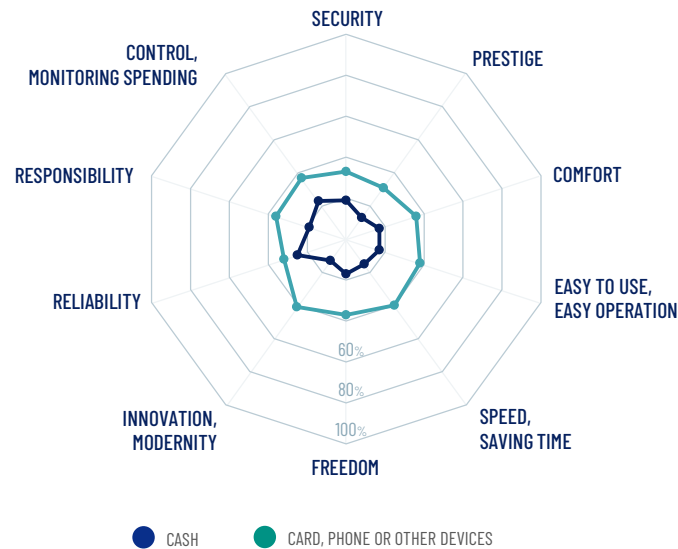 SECURITY
PRESTIGE
COMFORT
EASY TO USE,
EASY OPERATION
SPEED,
SAVING TIME
FREEDOM
INNOVATION,
MODERNITY
RELIABILITY
RESPONSIBILITY
CONTROL,
MONITORING SPENDING
60%
80%
100%
CASH
CARD, PHONE OR OTHER DEVICES